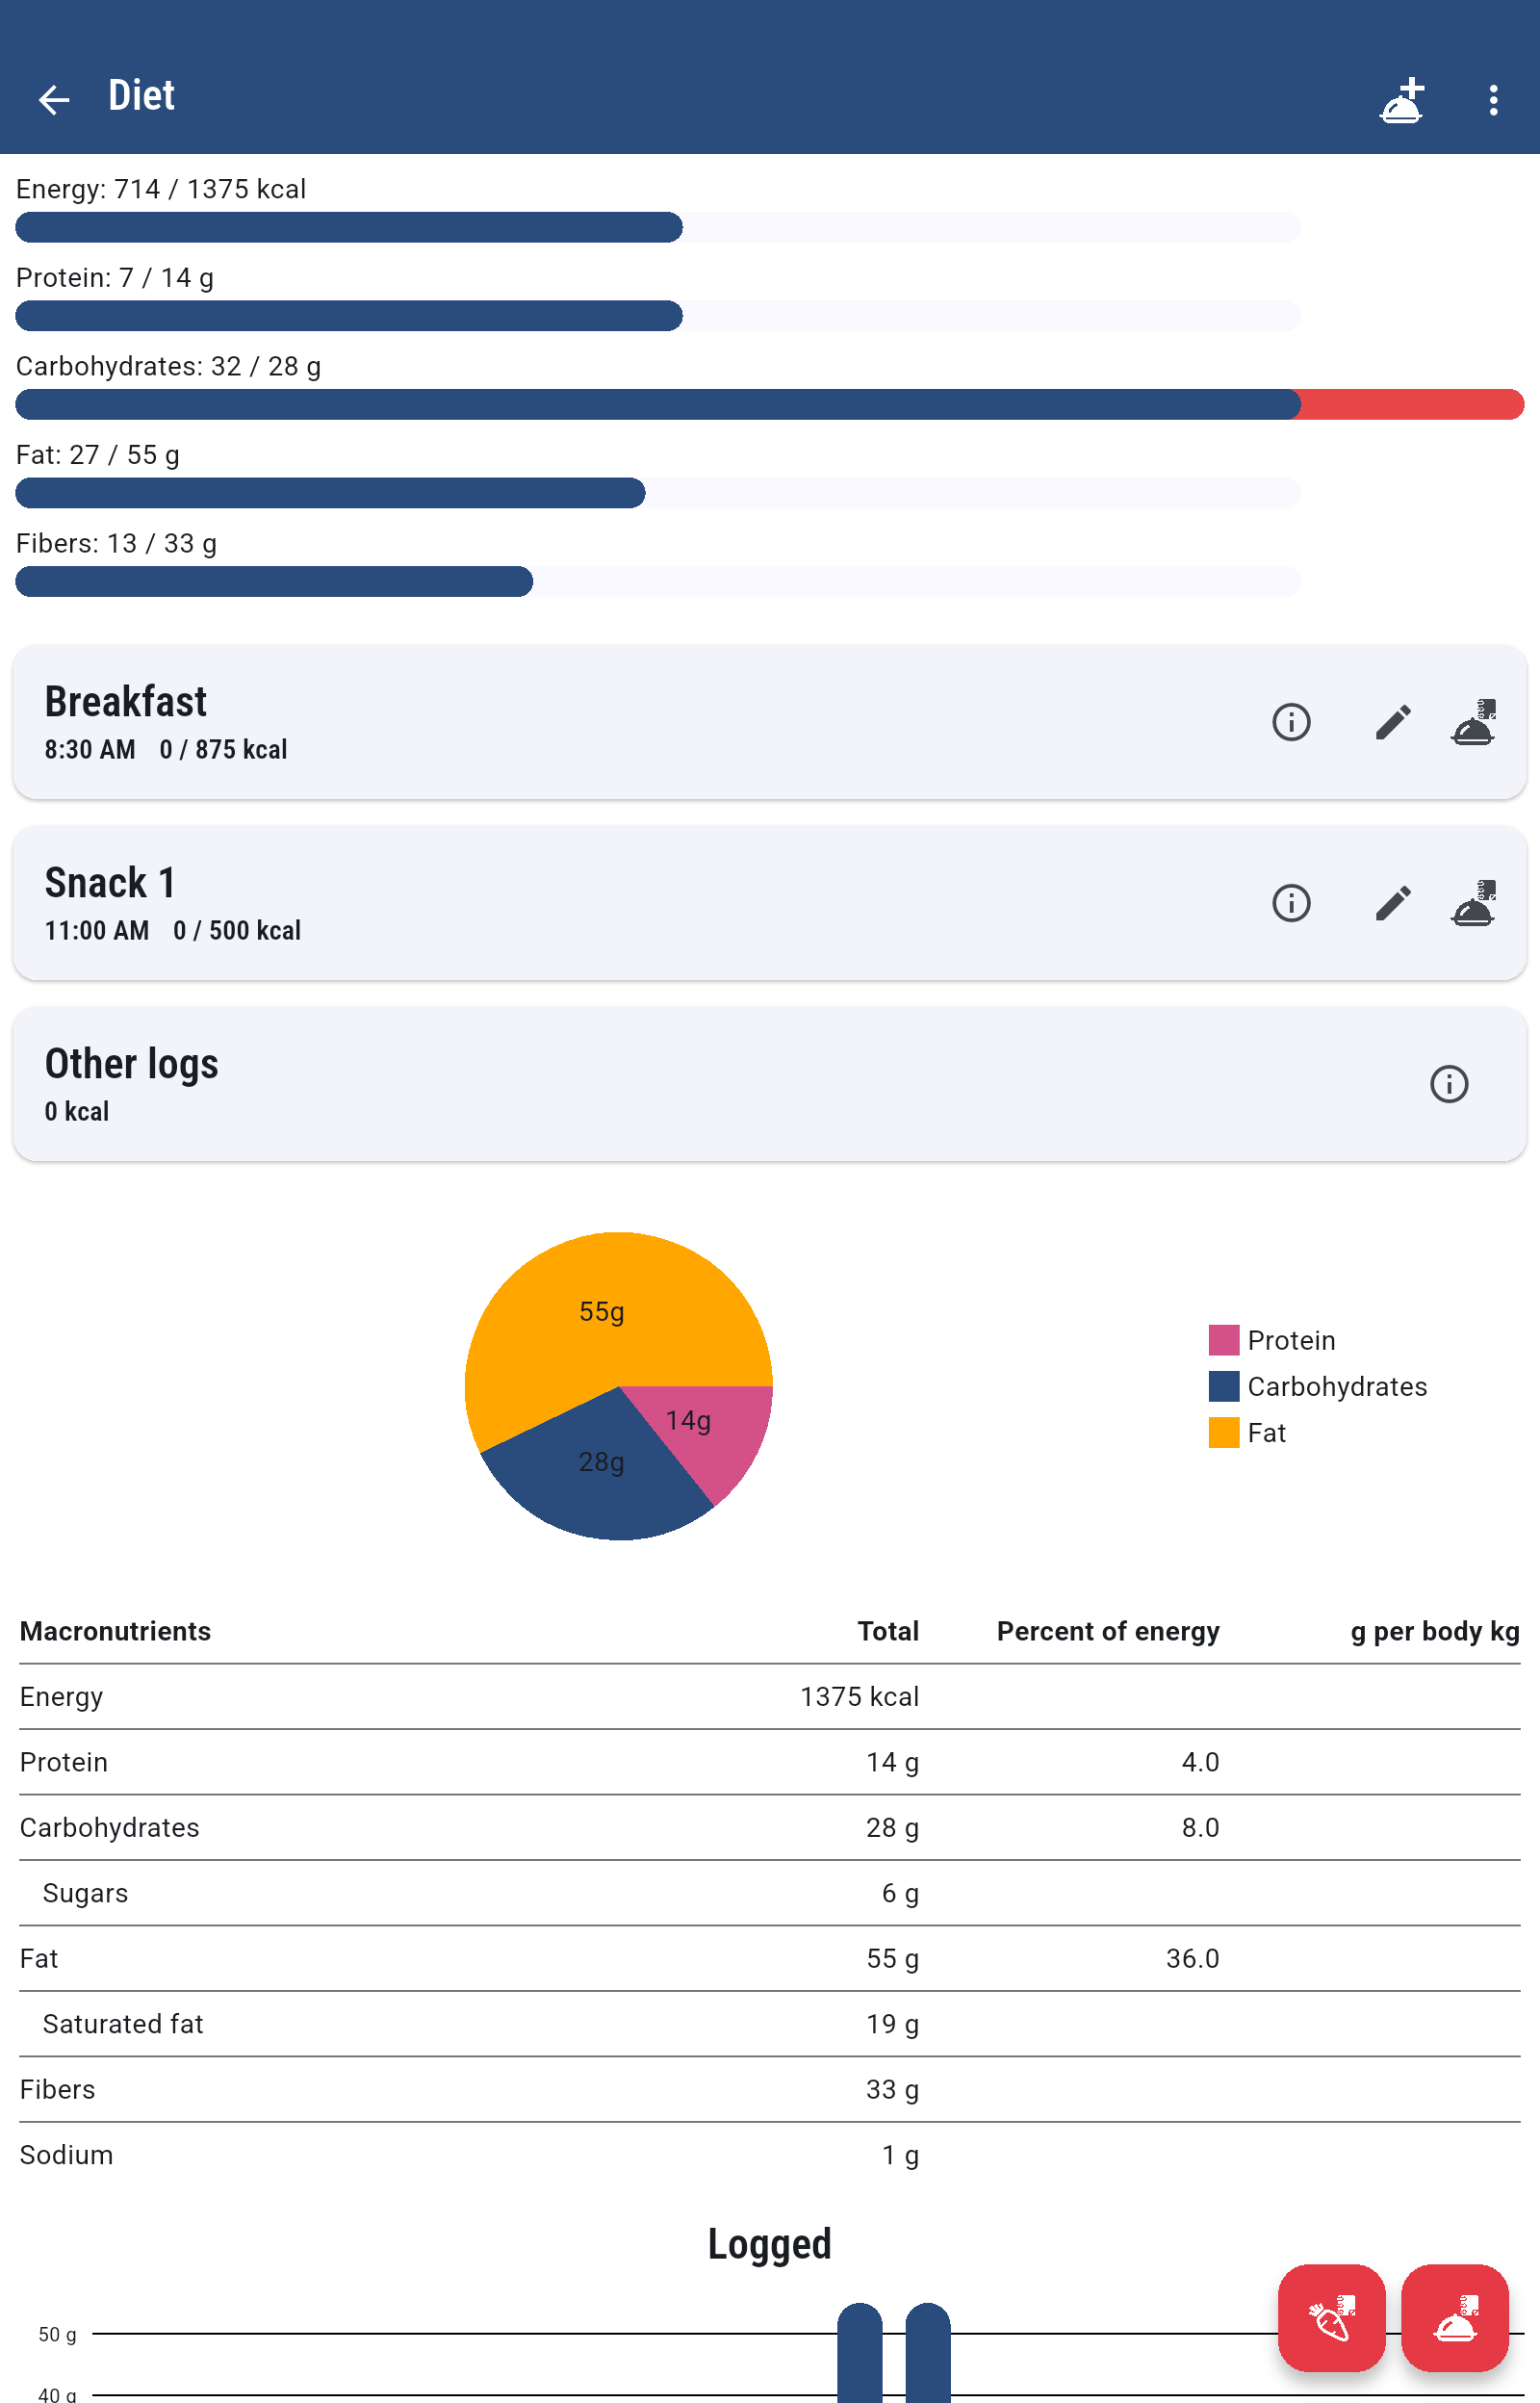 Diet
Energy: 714 / 1375 kcal
Protein: 7 / 14 g
Carbohydrates: 32 / 28 g
Fat: 27 / 55 g
Fibers: 13 / 33 g
Breakfast
8:30 AM 0 / 875 kcal
Snack 1
11:00 AM 0 / 500 kcal
Other logs
0 kcal
55g
14g
28g
Protein
Carbohydrates
Fat
Macronutrients Total Percent of energy g per body kg
Energy 1375 kcal
Protein 14 g 4.0
Carbohydrates 28 g 8.0
Sugars 6 g
Fat 55 g 36.0
Saturated fat 19 g
Fibers 33 g
Sodium 1 g
Logged
50 g
40 g